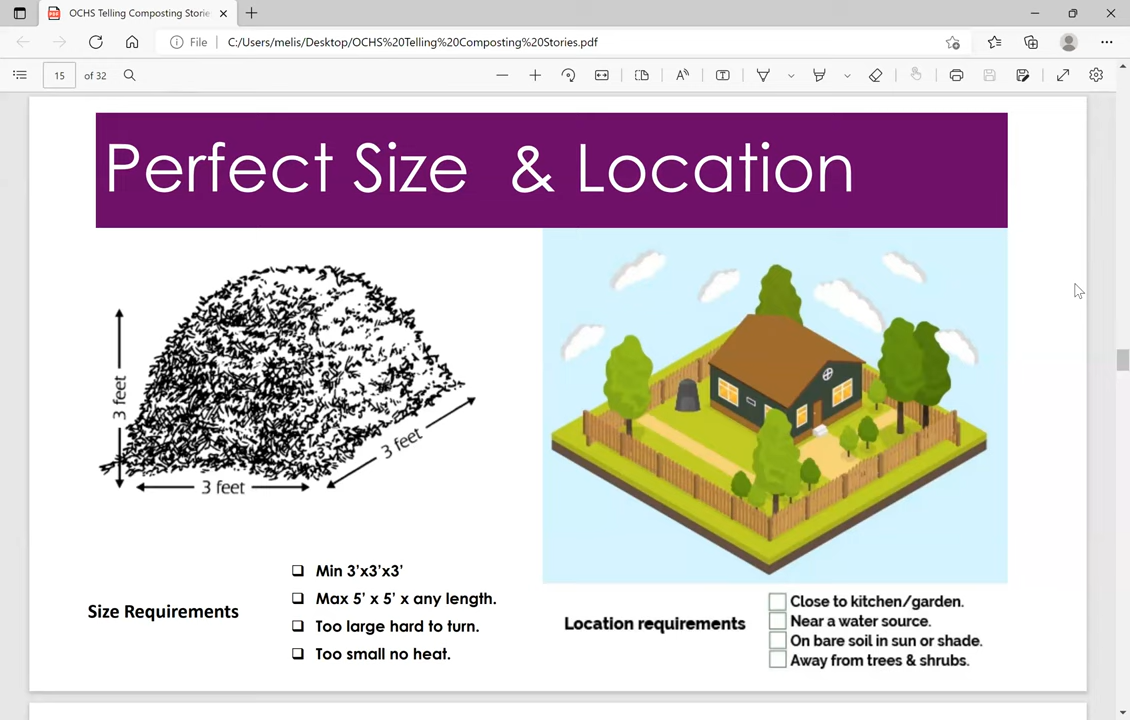 OCHS Telling Composting Storie
File
C:/Users/melis/Desktop/OCHS%20Telling%20Composting%20Stories.pdf
15 of 32
Perfect Size & Location
3 feet
3 feet
3 feet
Size Requirements
Min 3'x3'x3'
Max 5' x 5' x any length.
Too large hard to turn.
Too small no heat.
Location requirements
Close to kitchen/garden.
Near a water source.
On bare soil in sun or shade.
Away from trees & shrubs.